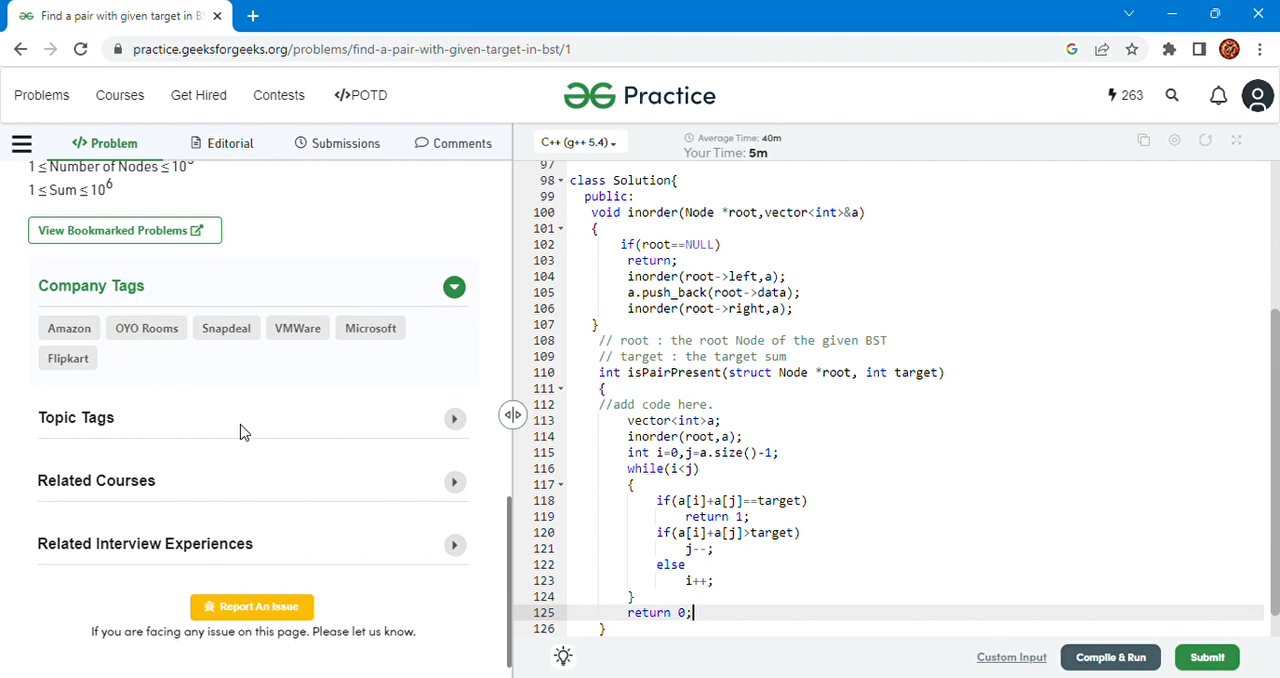 Find a pair with given target in BS
practice.geeksforgeeks.org/problems/find-a-pair-with-given-target-in-bst/1
Problems Courses Get Hired Contests </>POTD Practice 263
</> Problem Editorial Submissions Comments C++ (g++ 5.4) Average Time: 40m
Your Time: 5m
1 ≤ Number of Nodes ≤ 10
1 ≤ Sum ≤ 10^6
View Bookmarked Problems
Company Tags
Amazon OYO Rooms Snapdeal VMWare Microsoft
Flipkart
Topic Tags
Related Courses
Related Interview Experiences
Report An Issue
If you are facing any issue on this page. Please let us know.
97
98 class Solution{
99 public:
100 void inorder(Node *root,vector<int>&a)
101 {
102 if(root==NULL)
103 return;
104 inorder(root->left,a);
105 a.push_back(root->data);
106 inorder(root->right,a);
107 }
108 // root : the root Node of the given BST
109 // target : the target sum
110 int isPairPresent(struct Node *root, int target)
111 {
112 //add code here.
113 vector<int>a;
114 inorder(root,a);
115 int i=0,j=a.size()-1;
116 while(i<j)
117 {
118 if(a[i]+a[j]==target)
119 return 1;
120 if(a[i]+a[j]>target)
121 j--;
122 else
123 i++;
124 }
125 return 0;
126 }
Custom Input Compile & Run Submit